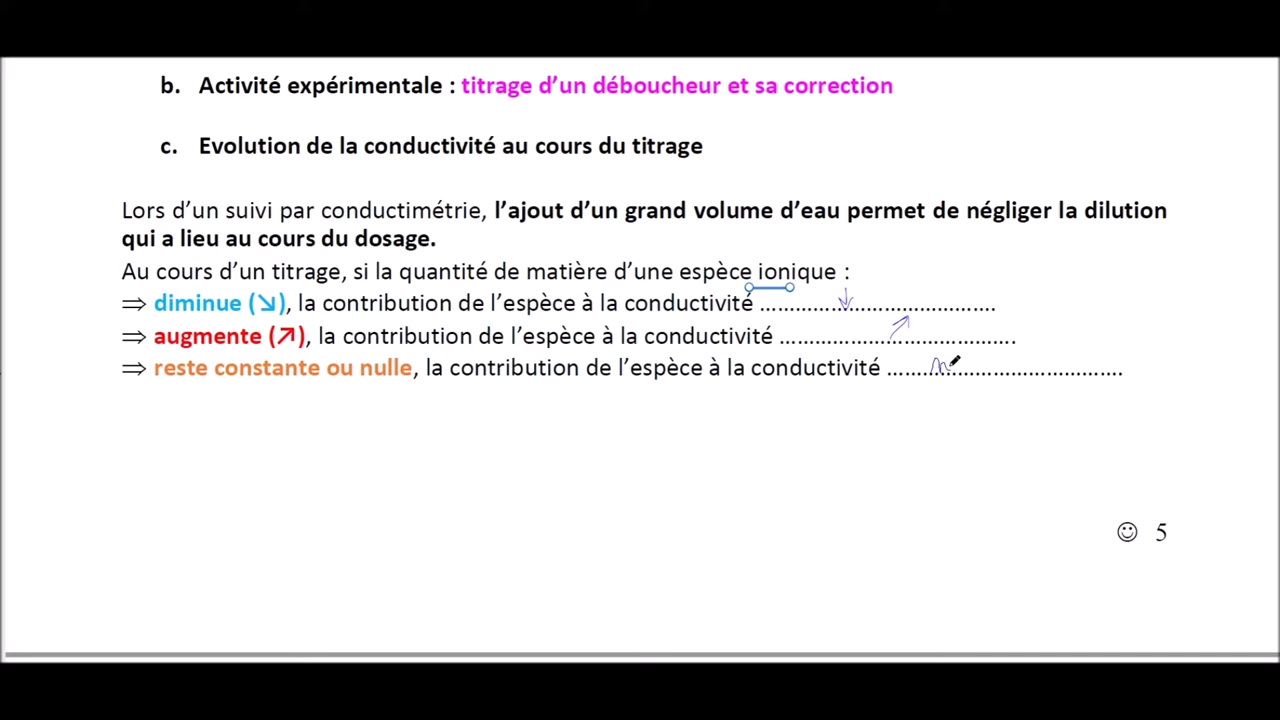 b. Activité expérimentale : titrage d’un déboucheur et sa correction
c. Evolution de la conductivité au cours du titrage
Lors d’un suivi par conductimétrie, l’ajout d’un grand volume d’eau permet de négliger la dilution
qui a lieu au cours du dosage.
Au cours d’un titrage, si la quantité de matière d’une espèce ionique :
⇒ diminue (↘), la contribution de l’espèce à la conductivité ……………………………….
⇒ augmente (↗), la contribution de l’espèce à la conductivité ……………………………….
⇒ reste constante ou nulle, la contribution de l’espèce à la conductivité ……………………………….
☺ 5